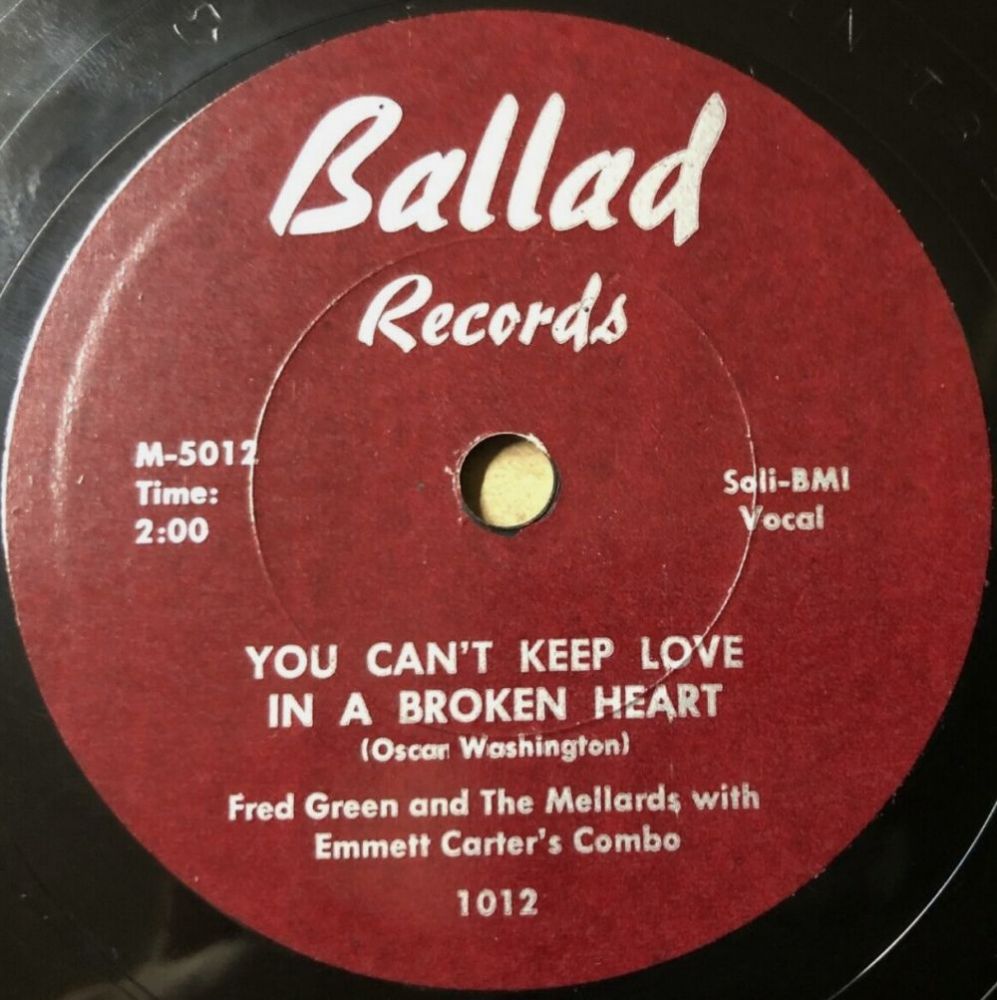 Ballad
Records
M-5012
Time:
2:00
Soli-BMI
Vocal
YOU CAN'T KEEP LOVE
IN A BROKEN HEART
(Oscar Washington)
Fred Green and The Mellards with
Emmett Carter's Combo
1012